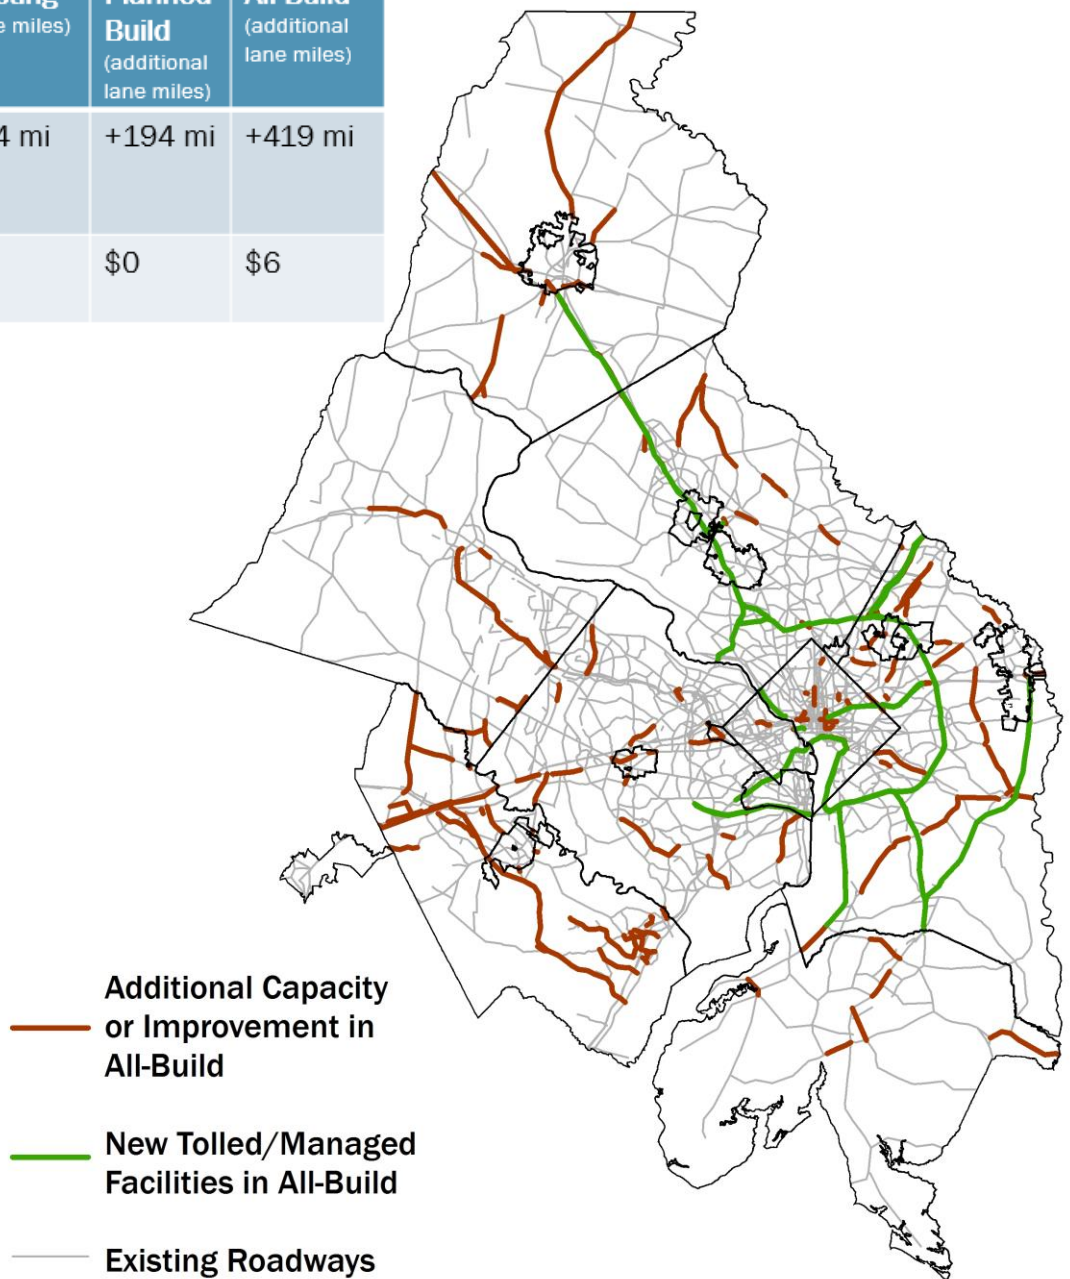 Build
(additional
lane miles)
(additional
lane miles)
e miles)
4 mi
+194 mi
+419 mi
$0
$6
Additional Capacity
or Improvement in
All-Build
New Tolled/Managed
Facilities in All-Build
Existing Roadways